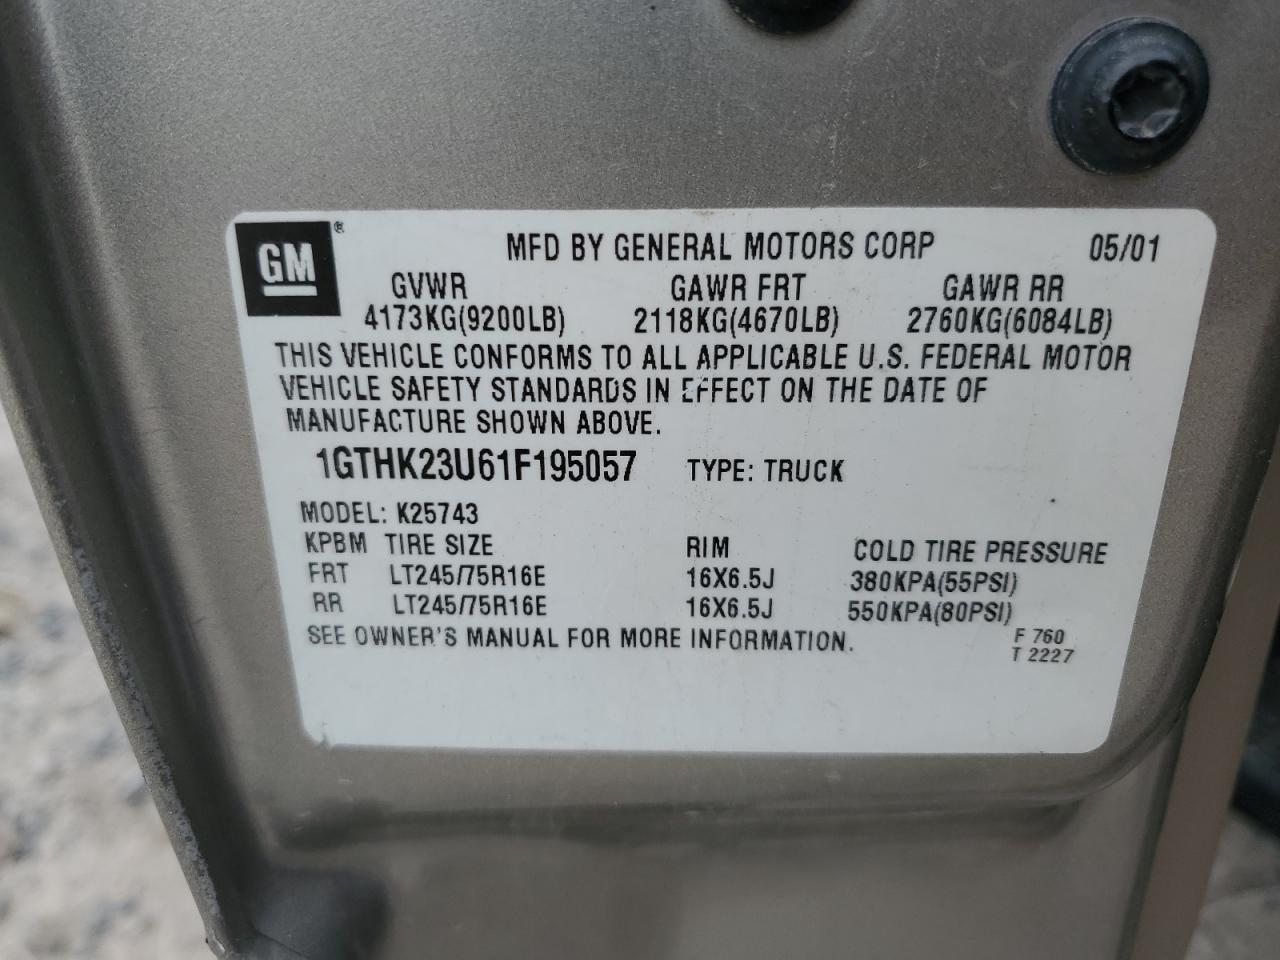 GM®
MFD BY GENERAL MOTORS CORP 05/01
GVWR GAWR FRT GAWR RR
4173KG(9200LB) 2118KG(4670LB) 2760KG(6084LB)
THIS VEHICLE CONFORMS TO ALL APPLICABLE U.S. FEDERAL MOTOR
VEHICLE SAFETY STANDARDS IN EFFECT ON THE DATE OF
MANUFACTURE SHOWN ABOVE.
1GTHK23U61F195057 TYPE: TRUCK
MODEL: K25743
KPBM TIRE SIZE RIM COLD TIRE PRESSURE
FRT LT245/75R16E 16X6.5J 380KPA(55PSI)
RR LT245/75R16E 16X6.5J 550KPA(80PSI)
SEE OWNER'S MANUAL FOR MORE INFORMATION.
F 760
T 2227